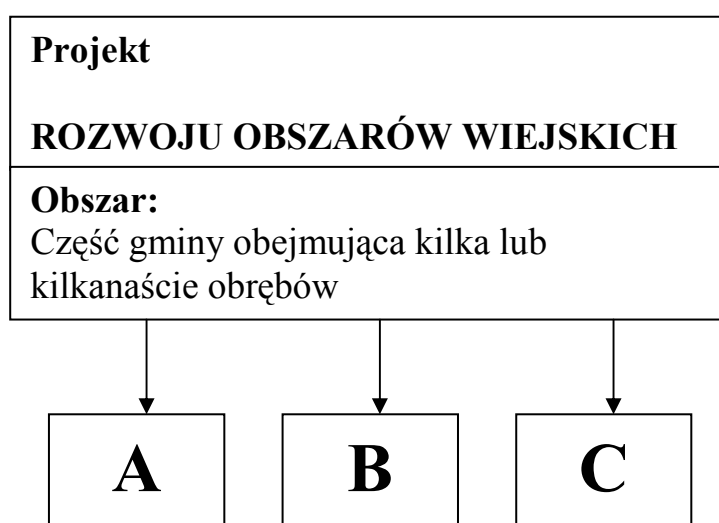 Projekt
ROZWOJU OBSZARÓW WIEJSKICH
Obszar:
Część gminy obejmująca kilka lub
kilkanaście obrębów
A
B
C